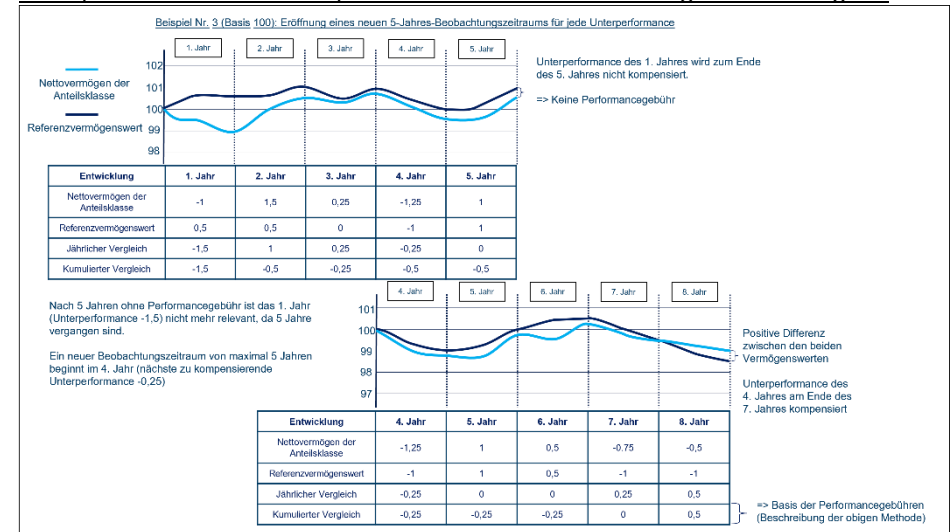 Beispiel Nr. 3 (Basis 100): Eröffnung eines neuen 5-Jahres-Beobachtungszeitraums für jede Unterperformance
1. Jahr 2. Jahr 3. Jahr 4. Jahr 5. Jahr
Nettovermögen der
Anteilsklasse
Referenzvermögenswert
102
101
100
99
98
Unterperformance des 1. Jahres wird zum Ende
des 5. Jahres nicht kompensiert.
=> Keine Performancegebühr
Entwicklung 1. Jahr 2. Jahr 3. Jahr 4. Jahr 5. Jahr
Nettovermögen der
Anteilsklasse -1 1,5 0,25 -1,25 1
Referenzvermögenswert 0,5 0,5 0 -1 1
Jährlicher Vergleich -1,5 1 0,25 -0,25 0
Kumulierter Vergleich -1,5 -0,5 -0,25 -0,5 -0,5
Nach 5 Jahren ohne Performancegebühr ist das 1. Jahr
(Unterperformance -1,5) nicht mehr relevant, da 5 Jahre
vergangen sind.
Ein neuer Beobachtungszeitraum von maximal 5 Jahren
beginnt im 4. Jahr (nächste zu kompensierende
Unterperformance -0,25)
4. Jahr 5. Jahr 6. Jahr 7. Jahr 8. Jahr
101
100
99
98
97
Positive Differenz
zwischen den beiden
Vermögenswerten
Unterperformance des
4. Jahres am Ende des
7. Jahres kompensiert
Entwicklung 4. Jahr 5. Jahr 6. Jahr 7. Jahr 8. Jahr
Nettovermögen der
Anteilsklasse -1,25 1 0,5 -0.75 -0,5
Referenzvermögenswert -1 1 0,5 -1 -1
Jährlicher Vergleich -0,25 0 0 0,25 0,5
Kumulierter Vergleich -0,25 -0,25 -0,25 0 0,5
=> Basis der Performancegebühren
(Beschreibung der obigen Methode)